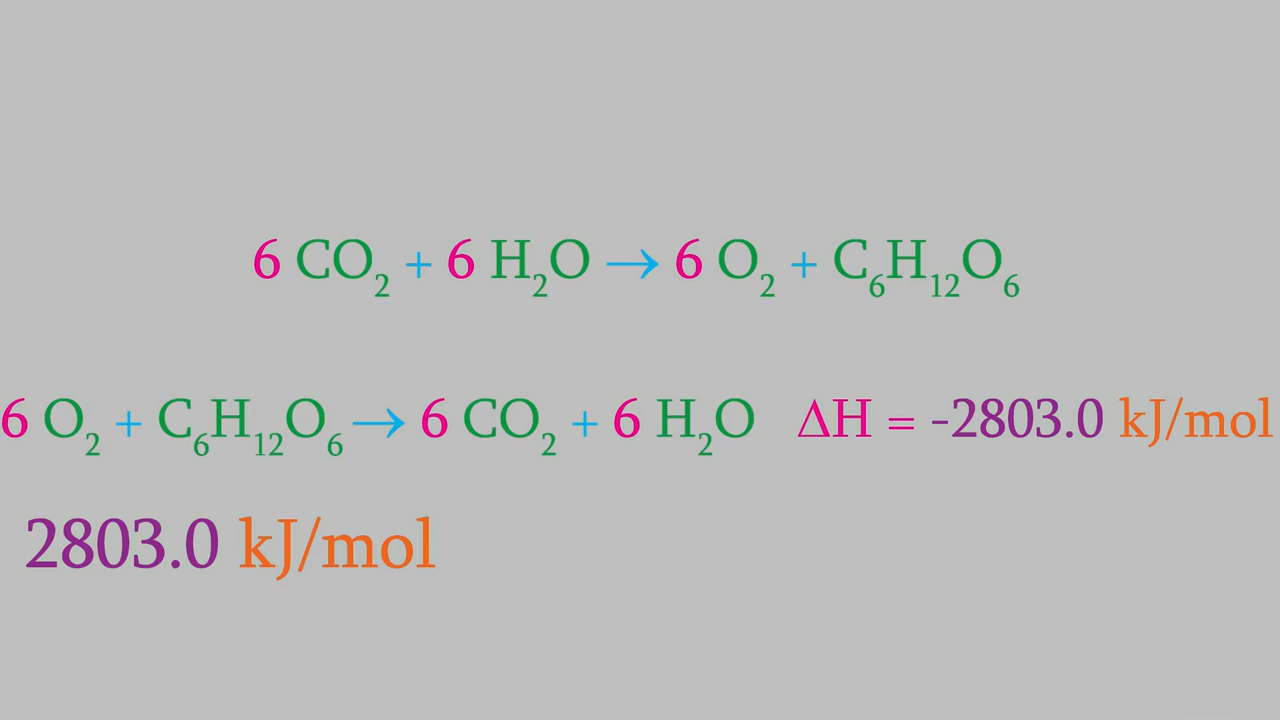 6 CO₂ + 6 H₂O → 6 O₂ + C₆H₁₂O₆
6 O₂ + C₆H₁₂O₆ → 6 CO₂ + 6 H₂O ΔH = -2803.0 kJ/mol
2803.0 kJ/mol